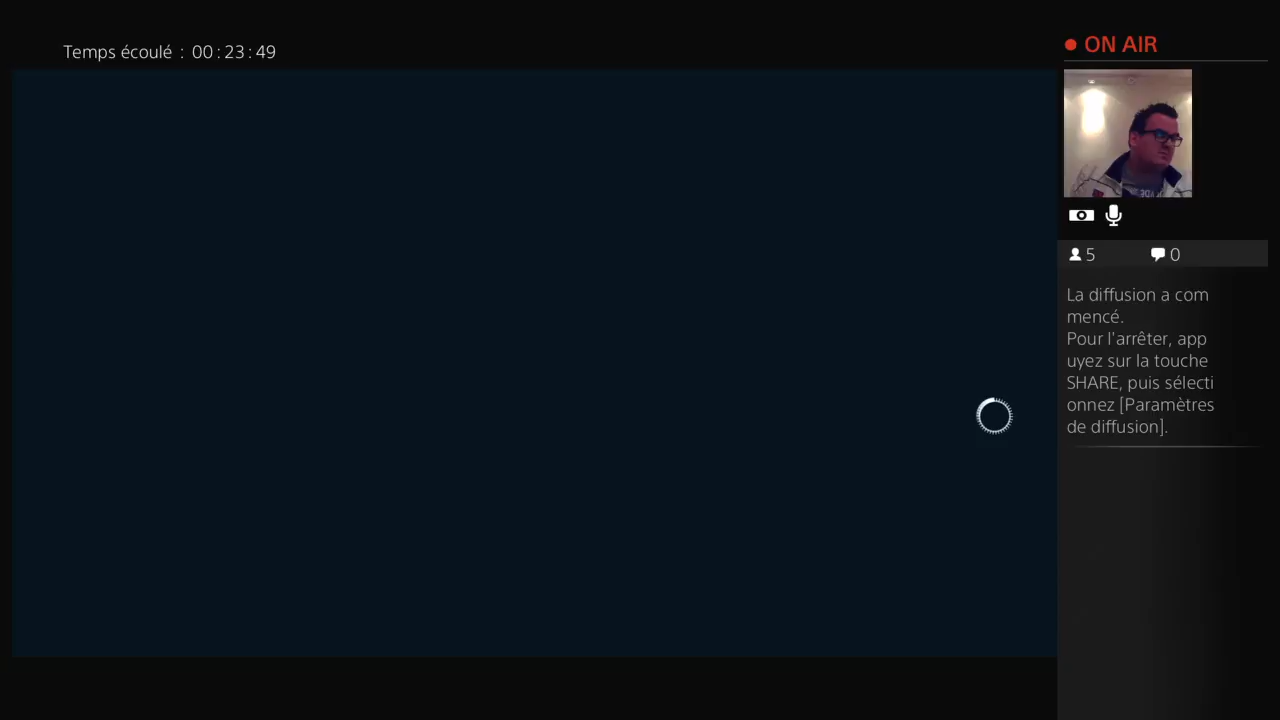 Temps écoulé : 00:23:49
ON AIR
5 0
La diffusion a com
mencé.
Pour l'arrêter, app
uyez sur la touche
SHARE, puis sélecti
onnez [Paramètres
de diffusion].